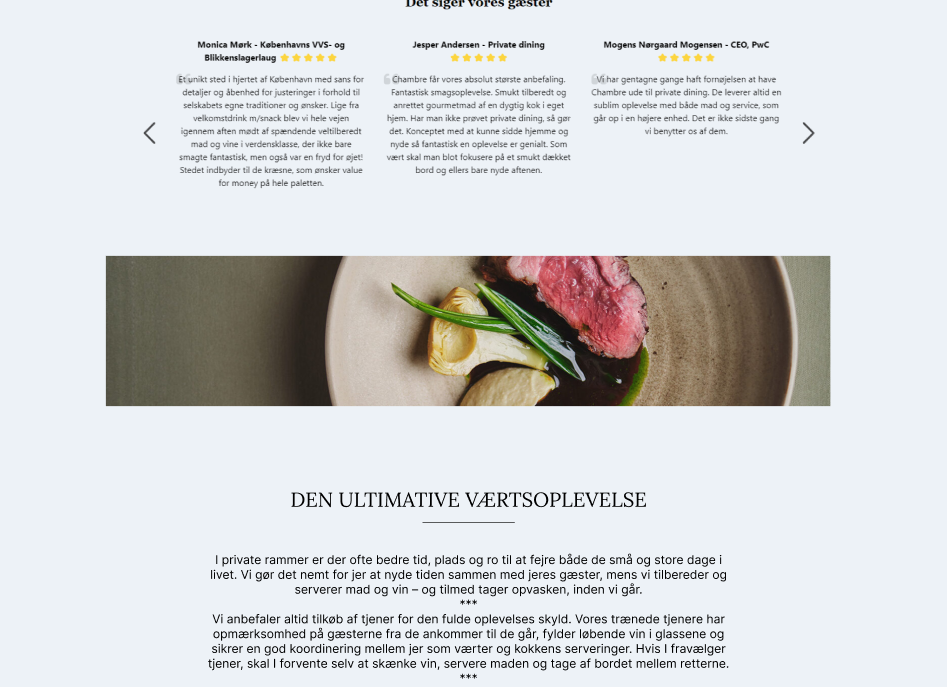 Det siger vores gæster
Monica Mørk - Københavns VVS- og
Blikkenslagerlaug ★★★★★
Et unikt sted i hjertet af København med sans for
detaljer og åbenhed for justeringer i forhold til
selskabets egne traditioner og ønsker. Lige fra
velkomstdrink m/snack blev vi hele vejen
igennem aften mødt af spændende veltilberedt
mad og vine i verdensklasse, der ikke bare
smagte fantastisk, men også var en fryd for øjet!
Stedet indbyder til de kræsne, som ønsker value
for money på hele paletten.
Jesper Andersen - Private dining
★★★★★
Chambre får vores absolut største anbefaling.
Fantastisk smagsoplevelse. Smukt tilberedt og
anrettet gourmetmad af en dygtig kok i eget
hjem. Har man ikke prøvet private dining, så gør
det. Konceptet med at kunne sidde hjemme og
nyde så fantastisk en oplevelse er genialt. Som
vært skal man blot fokusere på et smukt dækket
bord og ellers bare nyde aftenen.
Mogens Nørgaard Mogensen - CEO, PwC
★★★★★
Vi har gentagne gange haft fornøjelsen at have
Chambre ude til private dining. De leverer altid en
sublim oplevelse med både mad og service, som
går op i en højere enhed. Det er ikke sidste gang
vi benytter os af dem.
DEN ULTIMATIVE VÆRTSOPLEVELSE
I private rammer er der ofte bedre tid, plads og ro til at fejre både de små og store dage i
livet. Vi gør det nemt for jer at nyde tiden sammen med jeres gæster, mens vi tilbereder og
serverer mad og vin – og tilmed tager opvasken, inden vi går.
***
Vi anbefaler altid tilkøb af tjener for den fulde oplevelses skyld. Vores trænede tjenere har
opmærksomhed på gæsterne fra de ankommer til de går, fylder løbende vin i glassene og
sikrer en god koordinering mellem jer som værter og kokkens serveringer. Hvis I fravælger
tjener, skal I forvente selv at skænke vin, servere maden og tage af bordet mellem retterne.
***